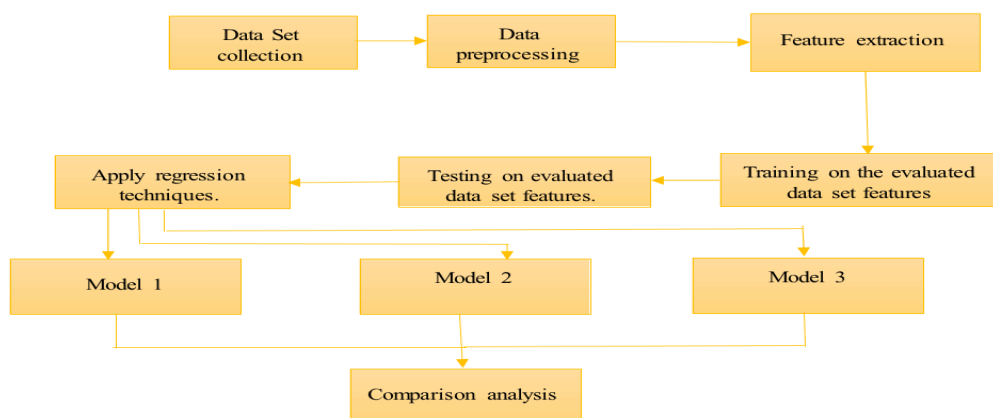 Data Set
collection
Data
preprocessing
Feature extraction
Apply regression
techniques.
Testing on evaluated
data set features.
Training on the evaluated
data set features
Model 1
Model 2
Model 3
Comparison analysis